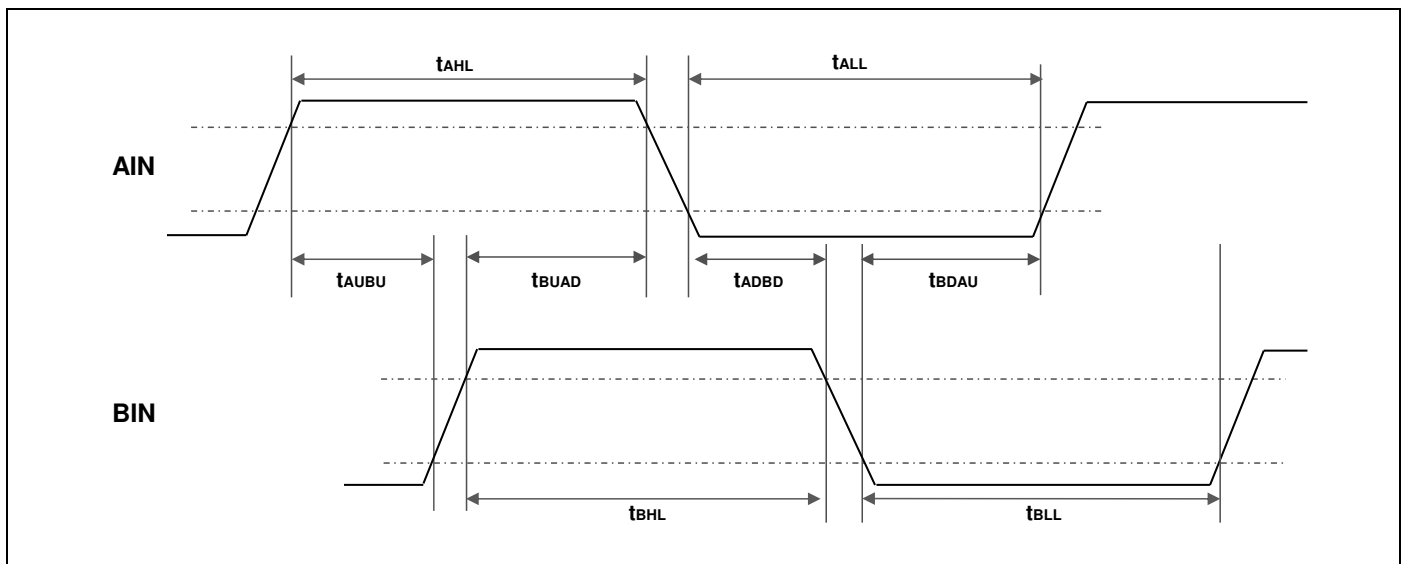 tAHL
tALL
AIN
tAUBU
tBUAD
tADBD
tBDAU
BIN
tBHL
tBLL